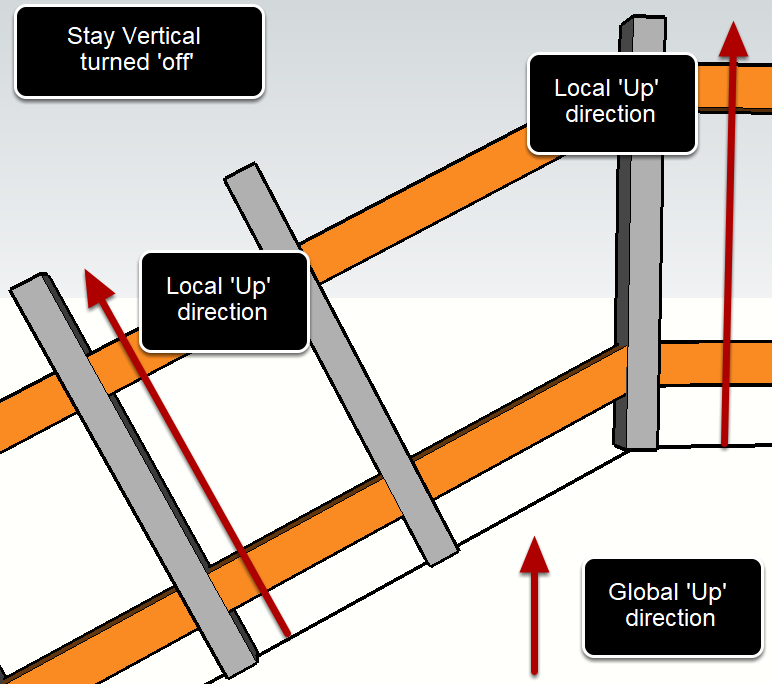 Stay Vertical
turned 'off'
Local 'Up'
direction
Local 'Up'
direction
Global 'Up'
direction